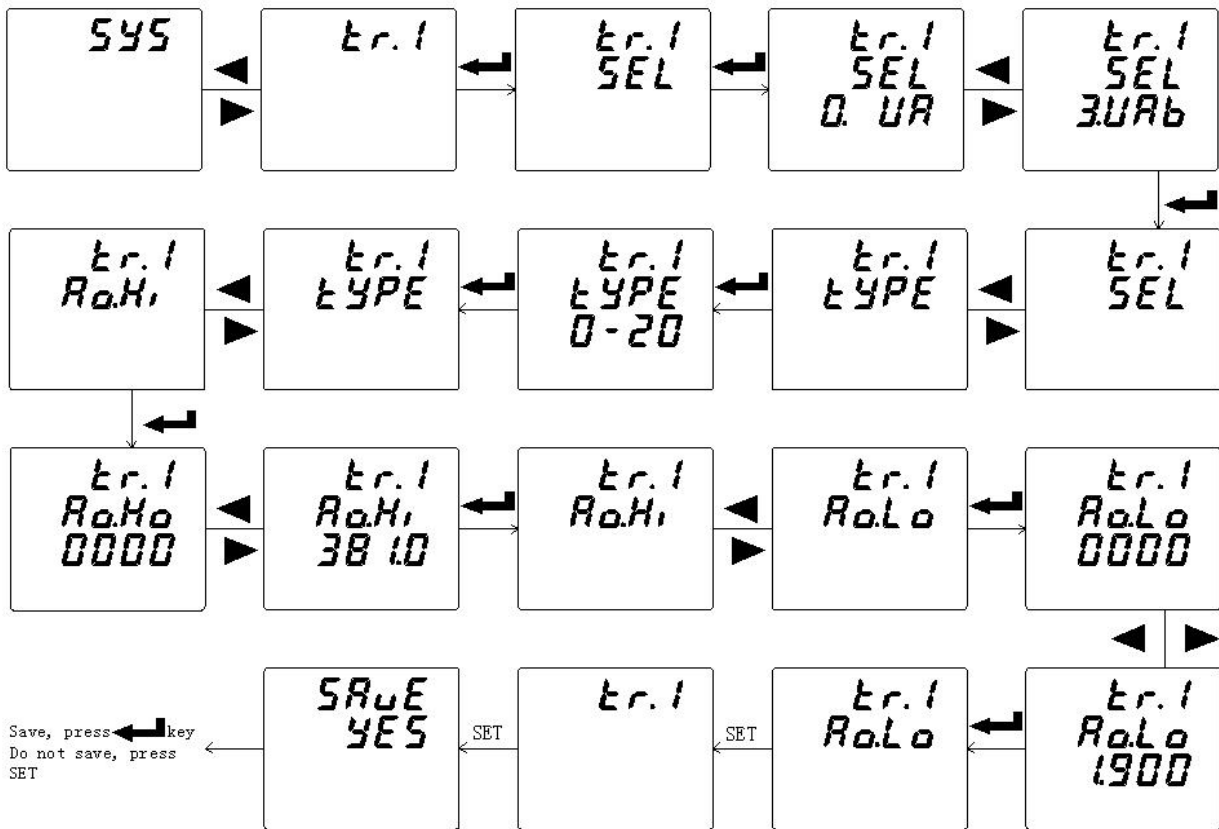 SYS
tr.1
tr.1
SEL
tr.1
SEL
0. UA
tr.1
SEL
3.UAb
tr.1
Ao.Hi
tr.1
tYPE
tr.1
tYPE
0-20
tr.1
tYPE
tr.1
SEL
tr.1
Ao.Ho
0000
tr.1
Ao.Hi
381.0
tr.1
Ao.Hi
tr.1
Ao.Lo
tr.1
Ao.Lo
0000
Save, press key
Do not save, press
SET
SAvE
YES
SET
tr.1
SET
tr.1
Ao.Lo
tr.1
Ao.Lo
1.900